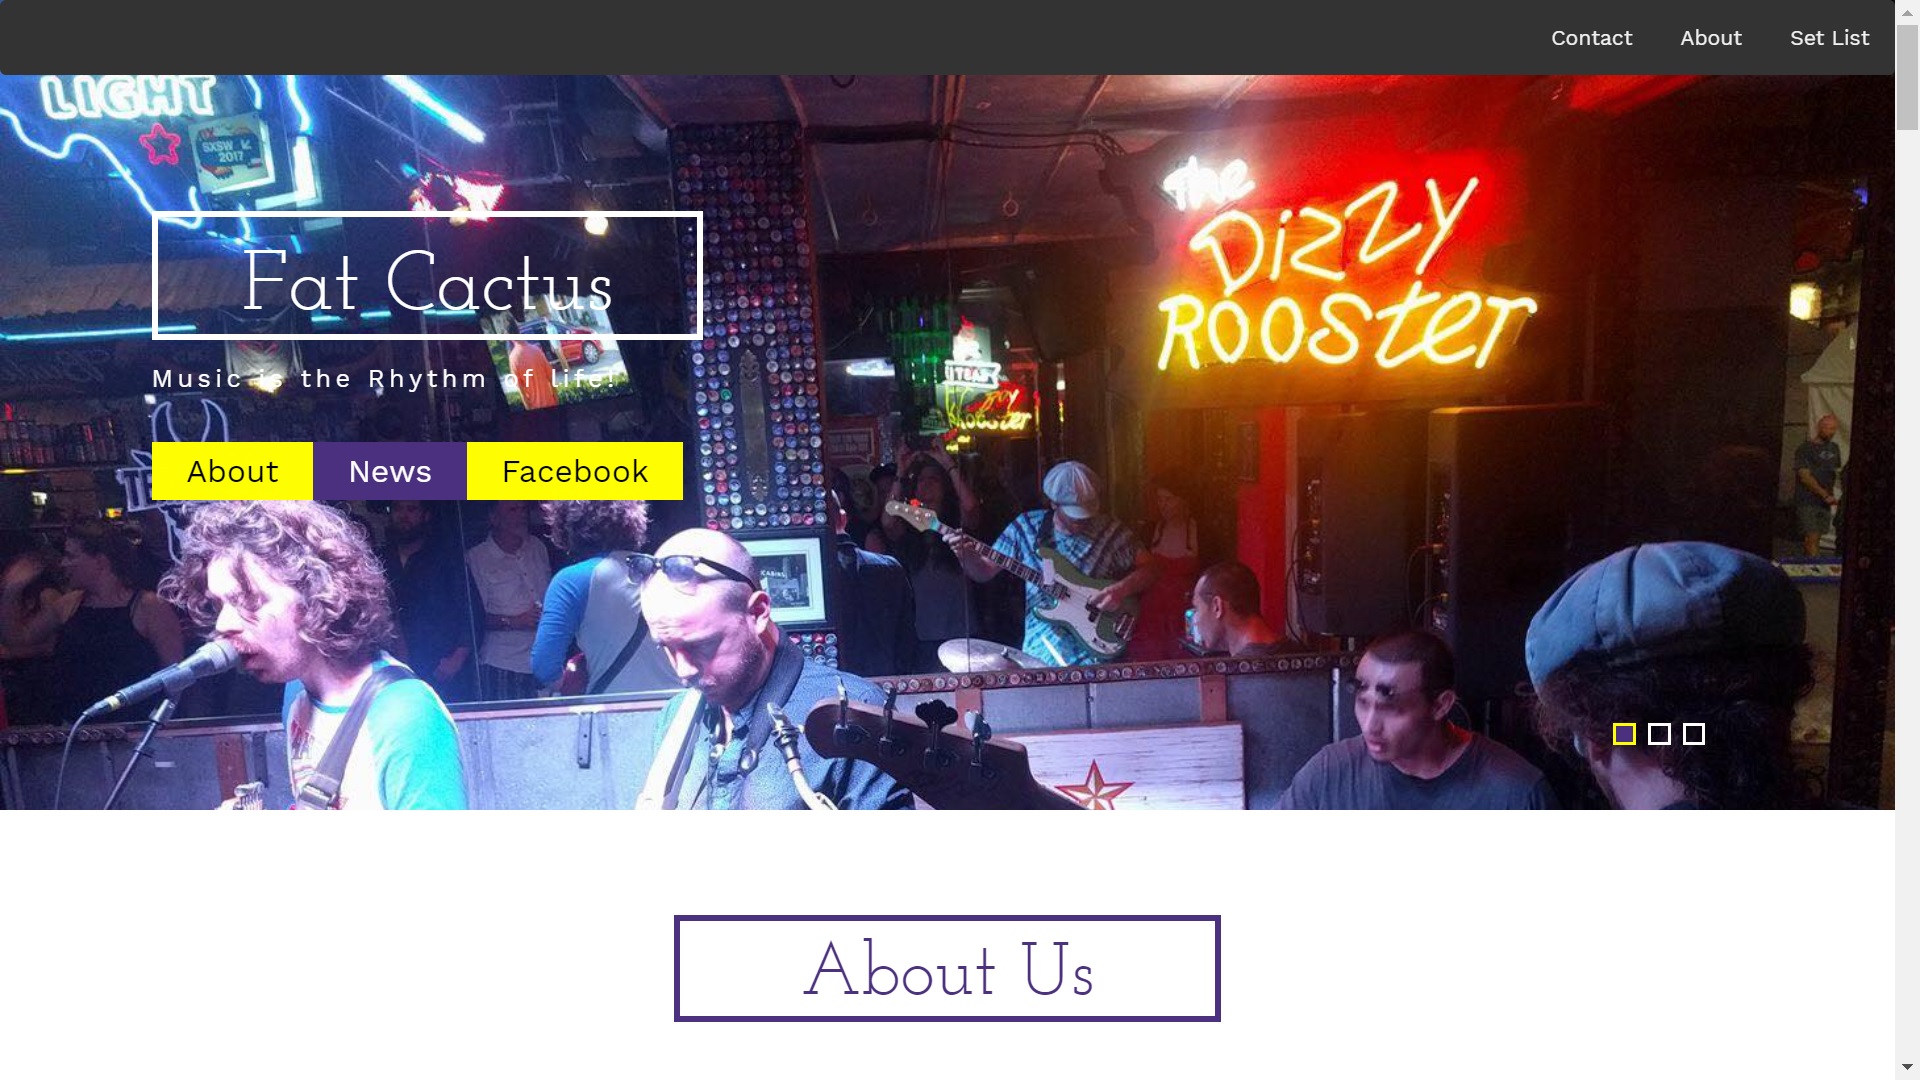 Contact About Set List
LIGHT
SXSW
2017
the
Dizzy
Rooster
Fat Cactus
Music is the Rhythm of life!
About News Facebook
CABINS
About Us